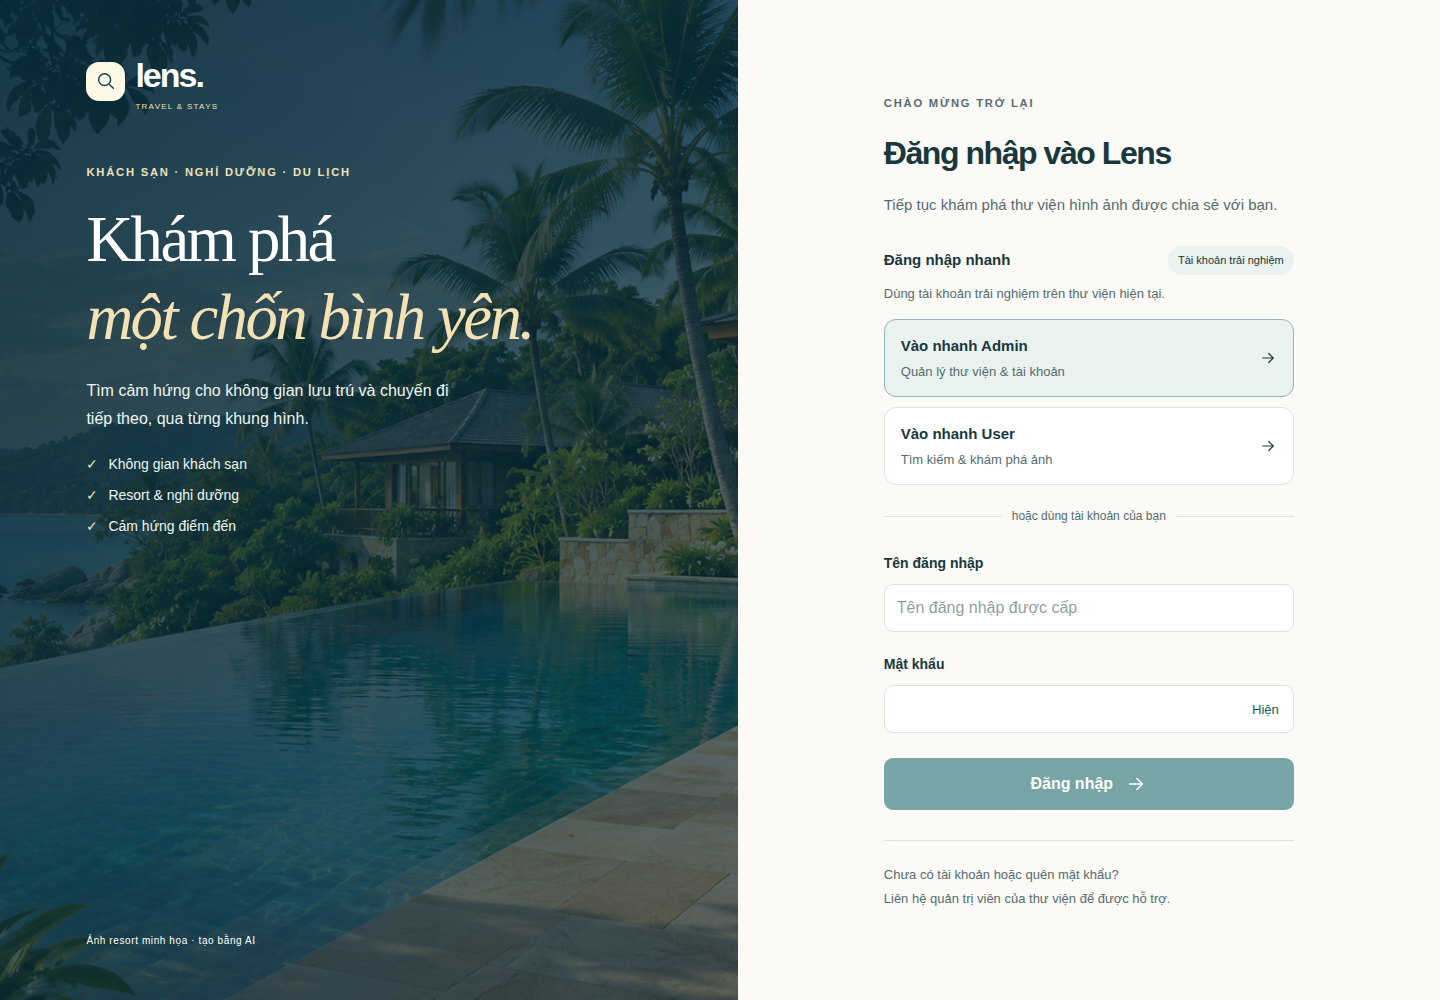 lens.
TRAVEL & STAYS
KHÁCH SẠN · NGHỈ DƯỠNG · DU LỊCH
Khám phá
một chốn bình yên.
Tìm cảm hứng cho không gian lưu trú và chuyến đi
tiếp theo, qua từng khung hình.
✓ Không gian khách sạn
✓ Resort & nghỉ dưỡng
✓ Cảm hứng điểm đến
Ảnh resort minh họa · tạo bằng AI
CHÀO MỪNG TRỞ LẠI
Đăng nhập vào Lens
Tiếp tục khám phá thư viện hình ảnh được chia sẻ với bạn.
Đăng nhập nhanh
Tài khoản trải nghiệm
Dùng tài khoản trải nghiệm trên thư viện hiện tại.
Vào nhanh Admin
Quản lý thư viện & tài khoản
Vào nhanh User
Tìm kiếm & khám phá ảnh
hoặc dùng tài khoản của bạn
Tên đăng nhập
Tên đăng nhập được cấp
Mật khẩu
Hiện
Đăng nhập
Chưa có tài khoản hoặc quên mật khẩu?
Liên hệ quản trị viên của thư viện để được hỗ trợ.